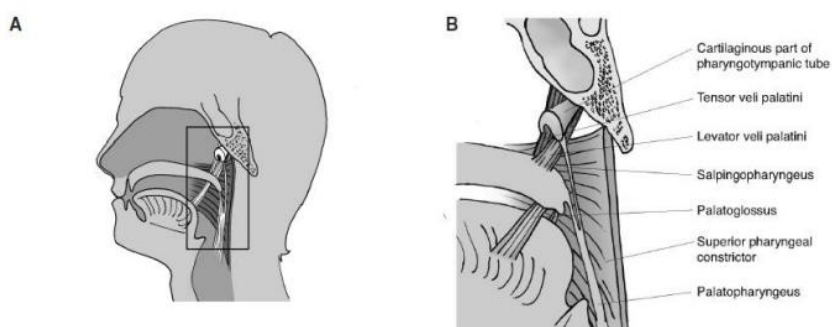 A
B
Cartilaginous part of
pharyngotympanic tube
Tensor veli palatini
Levator veli palatini
Salpingopharyngeus
Palatoglossus
Superior pharyngeal
constrictor
Palatopharyngeus